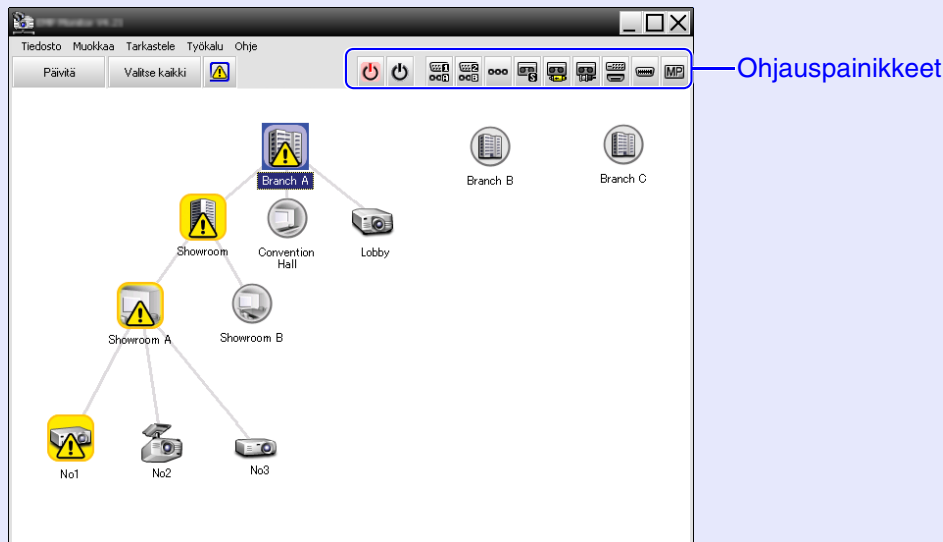 Tiedosto Muokkaa Tarkastele Työkalu Ohje
Päivitä Valitse kaikki
MP
Ohjauspainikkeet
Branch A
Branch B
Branch C
Showroom
Convention
Hall
Lobby
Showroom A
Showroom B
No1
No2
No3